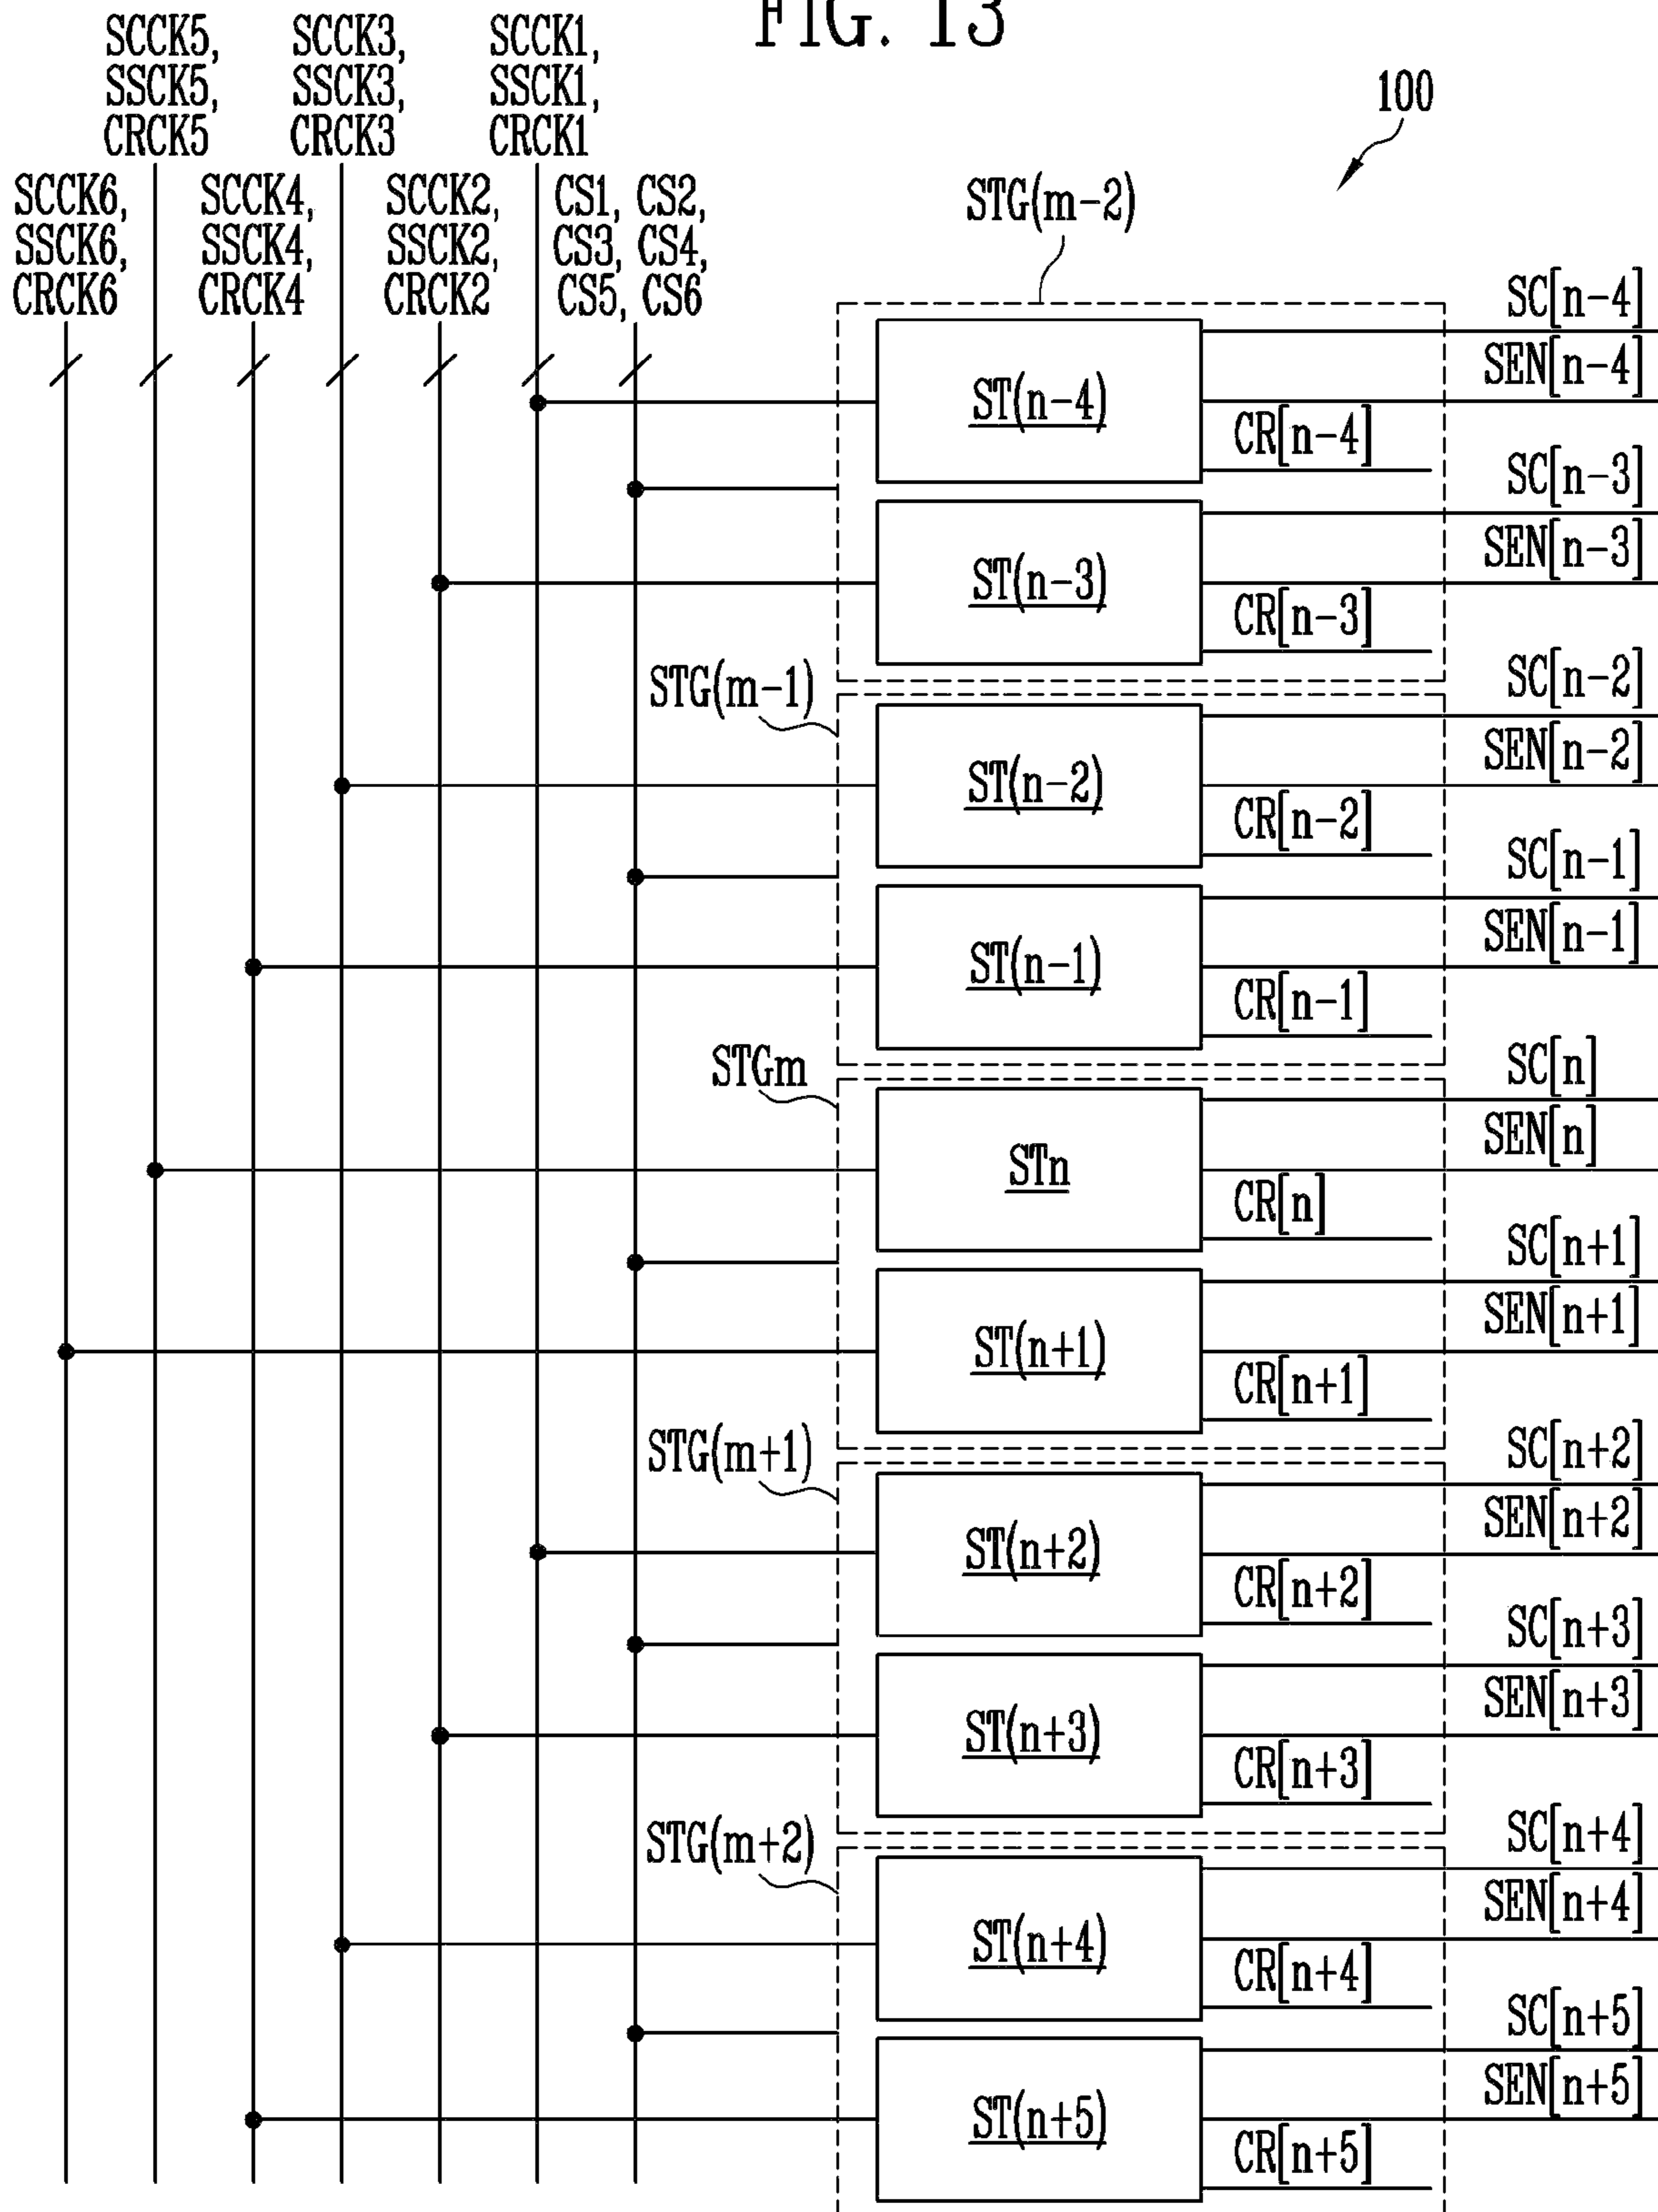 FIG. 13
SCCK5,
SSCK5,
CRCK5
SCCK3,
SSCK3,
CRCK3
SCCK1,
SSCK1,
CRCK1
100
SCCK6,
SSCK6,
CRCK6
SCCK4,
SSCK4,
CRCK4
SCCK2,
SSCK2,
CRCK2
CS1, CS2,
CS3, CS4,
CS5, CS6
STG(m-2)
SC[n-4]
SEN[n-4]
ST(n-4)
CR[n-4]
SC[n-3]
SEN[n-3]
ST(n-3)
CR[n-3]
STG(m-1)
SC[n-2]
SEN[n-2]
ST(n-2)
CR[n-2]
SC[n-1]
SEN[n-1]
ST(n-1)
CR[n-1]
STGm
SC[n]
SEN[n]
STn
CR[n]
SC[n+1]
SEN[n+1]
ST(n+1)
CR[n+1]
STG(m+1)
SC[n+2]
SEN[n+2]
ST(n+2)
CR[n+2]
SC[n+3]
SEN[n+3]
ST(n+3)
CR[n+3]
STG(m+2)
SC[n+4]
SEN[n+4]
ST(n+4)
CR[n+4]
SC[n+5]
SEN[n+5]
ST(n+5)
CR[n+5]